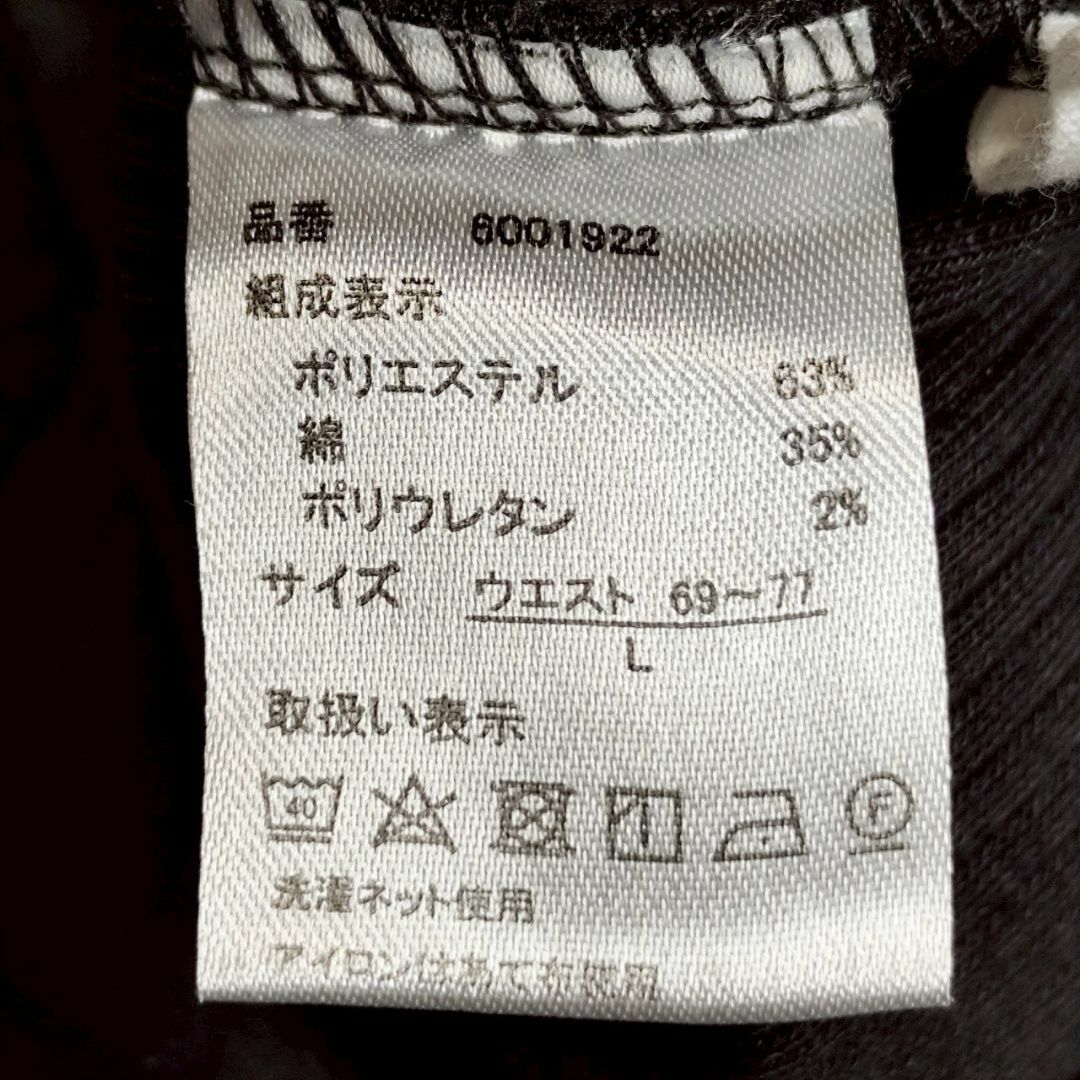 品番 6001922
組成表示
ポリエステル 63%
綿 35%
ポリウレタン 2%
サイズ ウエスト 69〜77
L
取扱い表示
40 F
洗濯ネット使用
アイロンはあて布使用